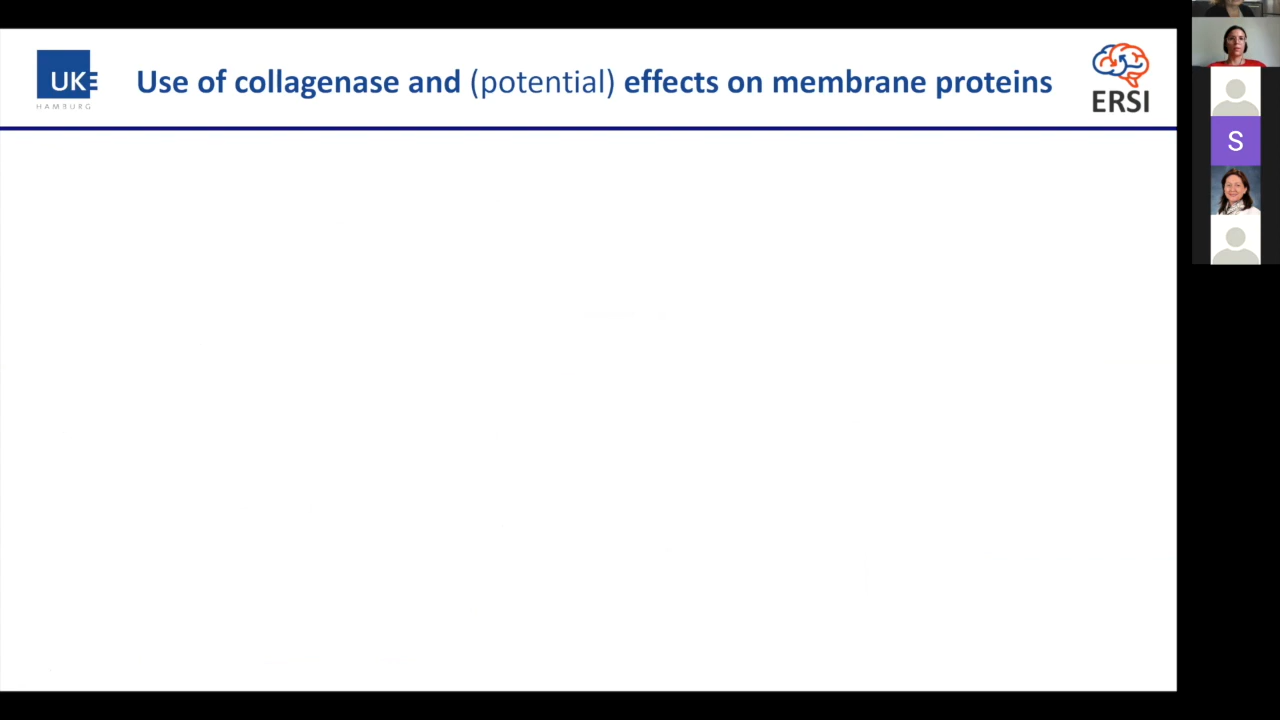 UKE
HAMBURG
Use of collagenase and (potential) effects on membrane proteins
ERSI
S